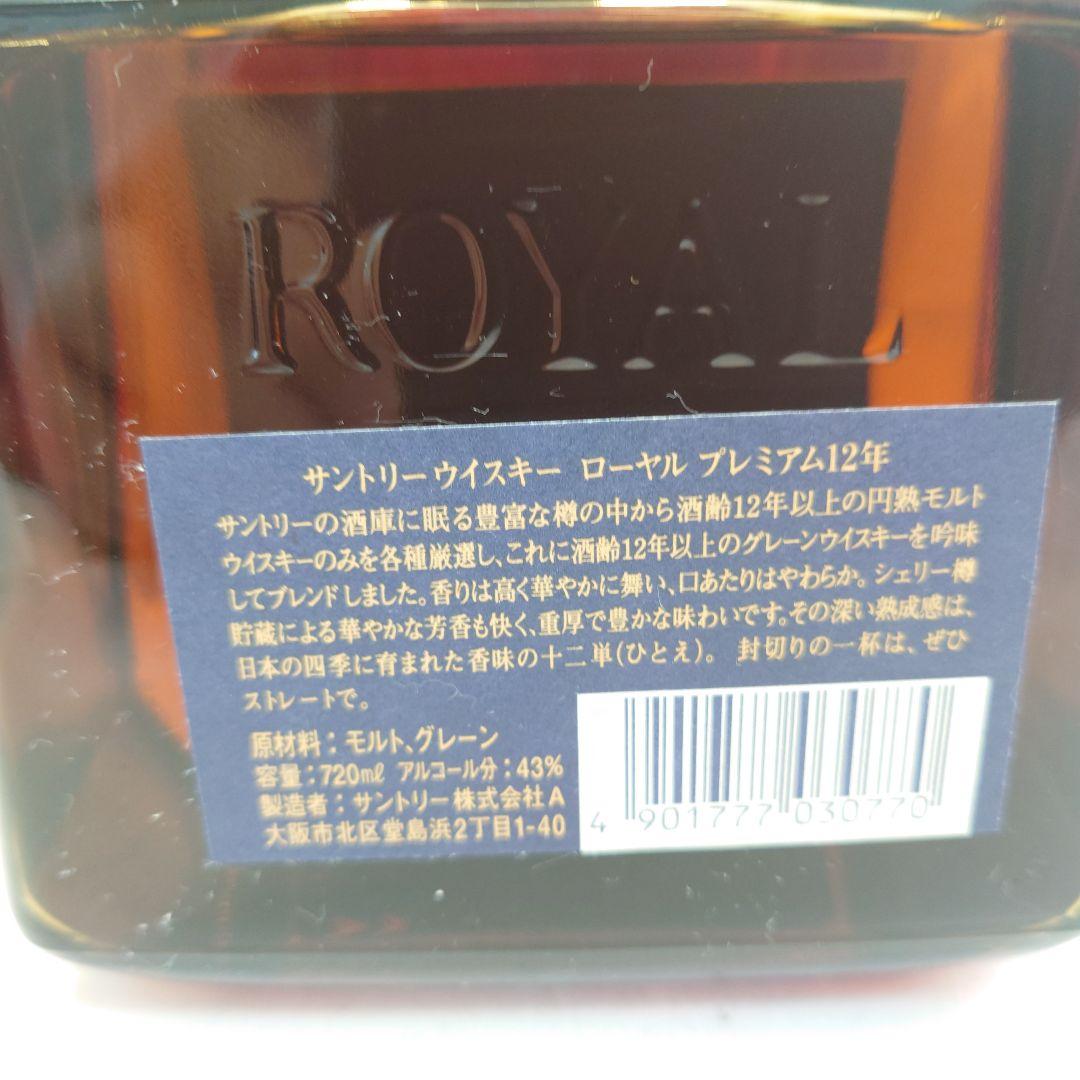 ROYAL
サントリーウイスキー ローヤル プレミアム12年
サントリーの酒庫に眠る豊富な樽の中から酒齢12年以上の円熟モルト
ウイスキーのみを各種厳選し、これに酒齢12年以上のグレーンウイスキーを吟味
してブレンドしました。香りは高く華やかに舞い、口あたりはやわらか。シェリー樽
貯蔵による華やかな芳香も快く、重厚で豊かな味わいです。その深い熟成感は、
日本の四季に育まれた香味の十二単(ひとえ)。 封切りの一杯は、ぜひ
ストレートで。
原材料：モルト、グレーン
容量：720mℓ アルコール分：43%
製造者：サントリー株式会社A
大阪市北区堂島浜2丁目1-40
4 901777 030770